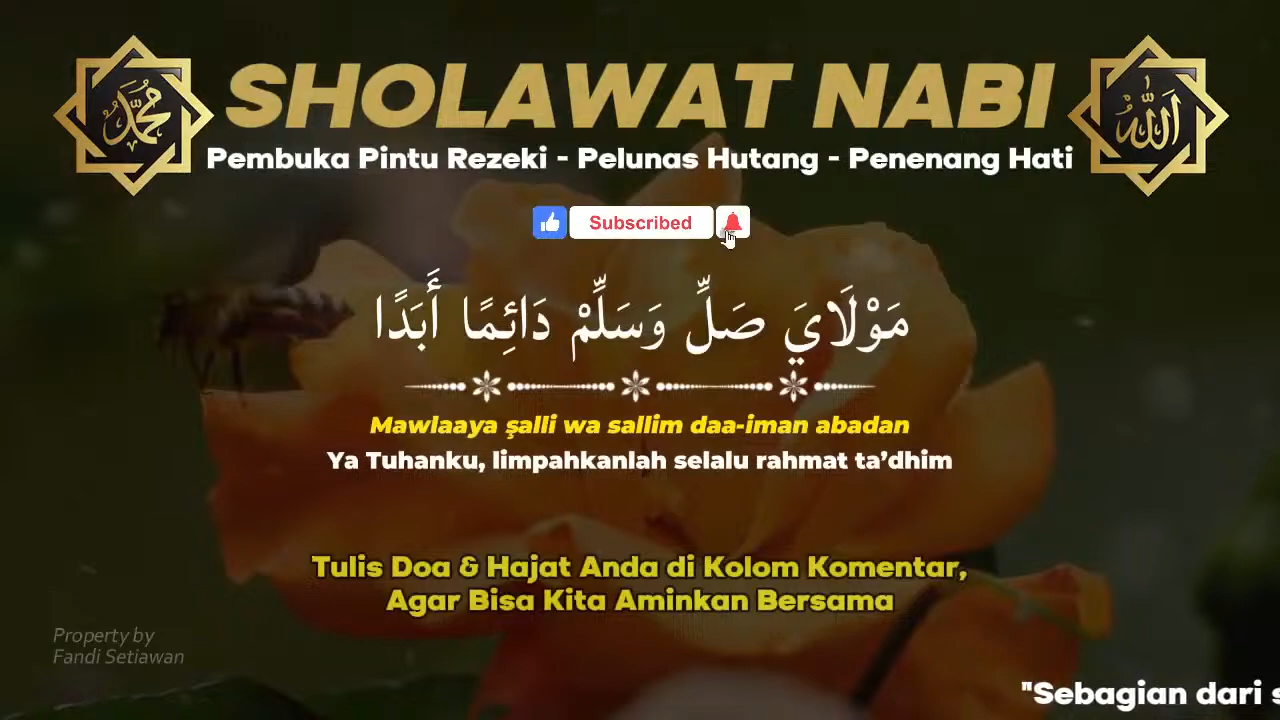 محمد
الله
SHOLAWAT NABI
Pembuka Pintu Rezeki - Pelunas Hutang - Penenang Hati
Subscribed
مَوْلَايَ صَلِّ وَسَلِّمْ دَائِمًا أَبَدًا
Mawlaaya şalli wa sallim daa-iman abadan
Ya Tuhanku, limpahkanlah selalu rahmat ta’dhim
Tulis Doa & Hajat Anda di Kolom Komentar,
Agar Bisa Kita Aminkan Bersama
Property by
Fandi Setiawan
"Sebagian dari